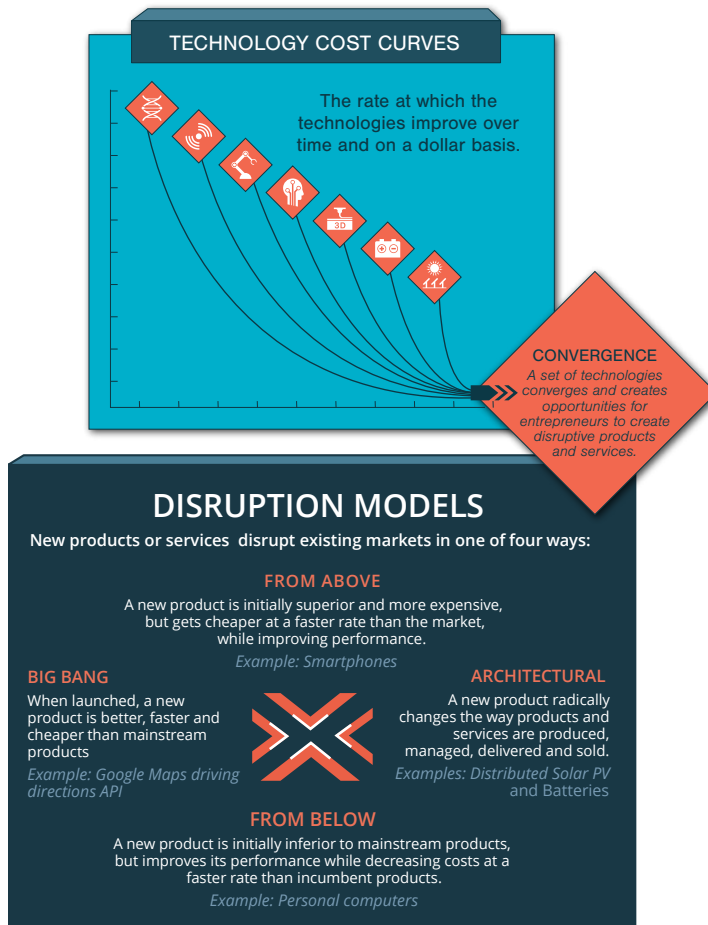 TECHNOLOGY COST CURVES
The rate at which the
technologies improve over
time and on a dollar basis.
3D
CONVERGENCE
A set of technologies
converges and creates
opportunities for
entrepreneurs to create
disruptive products
and services.
DISRUPTION MODELS
New products or services disrupt existing markets in one of four ways:
FROM ABOVE
A new product is initially superior and more expensive,
but gets cheaper at a faster rate than the market,
while improving performance.
Example: Smartphones
BIG BANG
When launched, a new
product is better, faster and
cheaper than mainstream
products
Example: Google Maps driving
directions API
ARCHITECTURAL
A new product radically
changes the way products and
services are produced,
managed, delivered and sold.
Examples: Distributed Solar PV
and Batteries
FROM BELOW
A new product is initially inferior to mainstream products,
but improves its performance while decreasing costs at a
faster rate than incumbent products.
Example: Personal computers